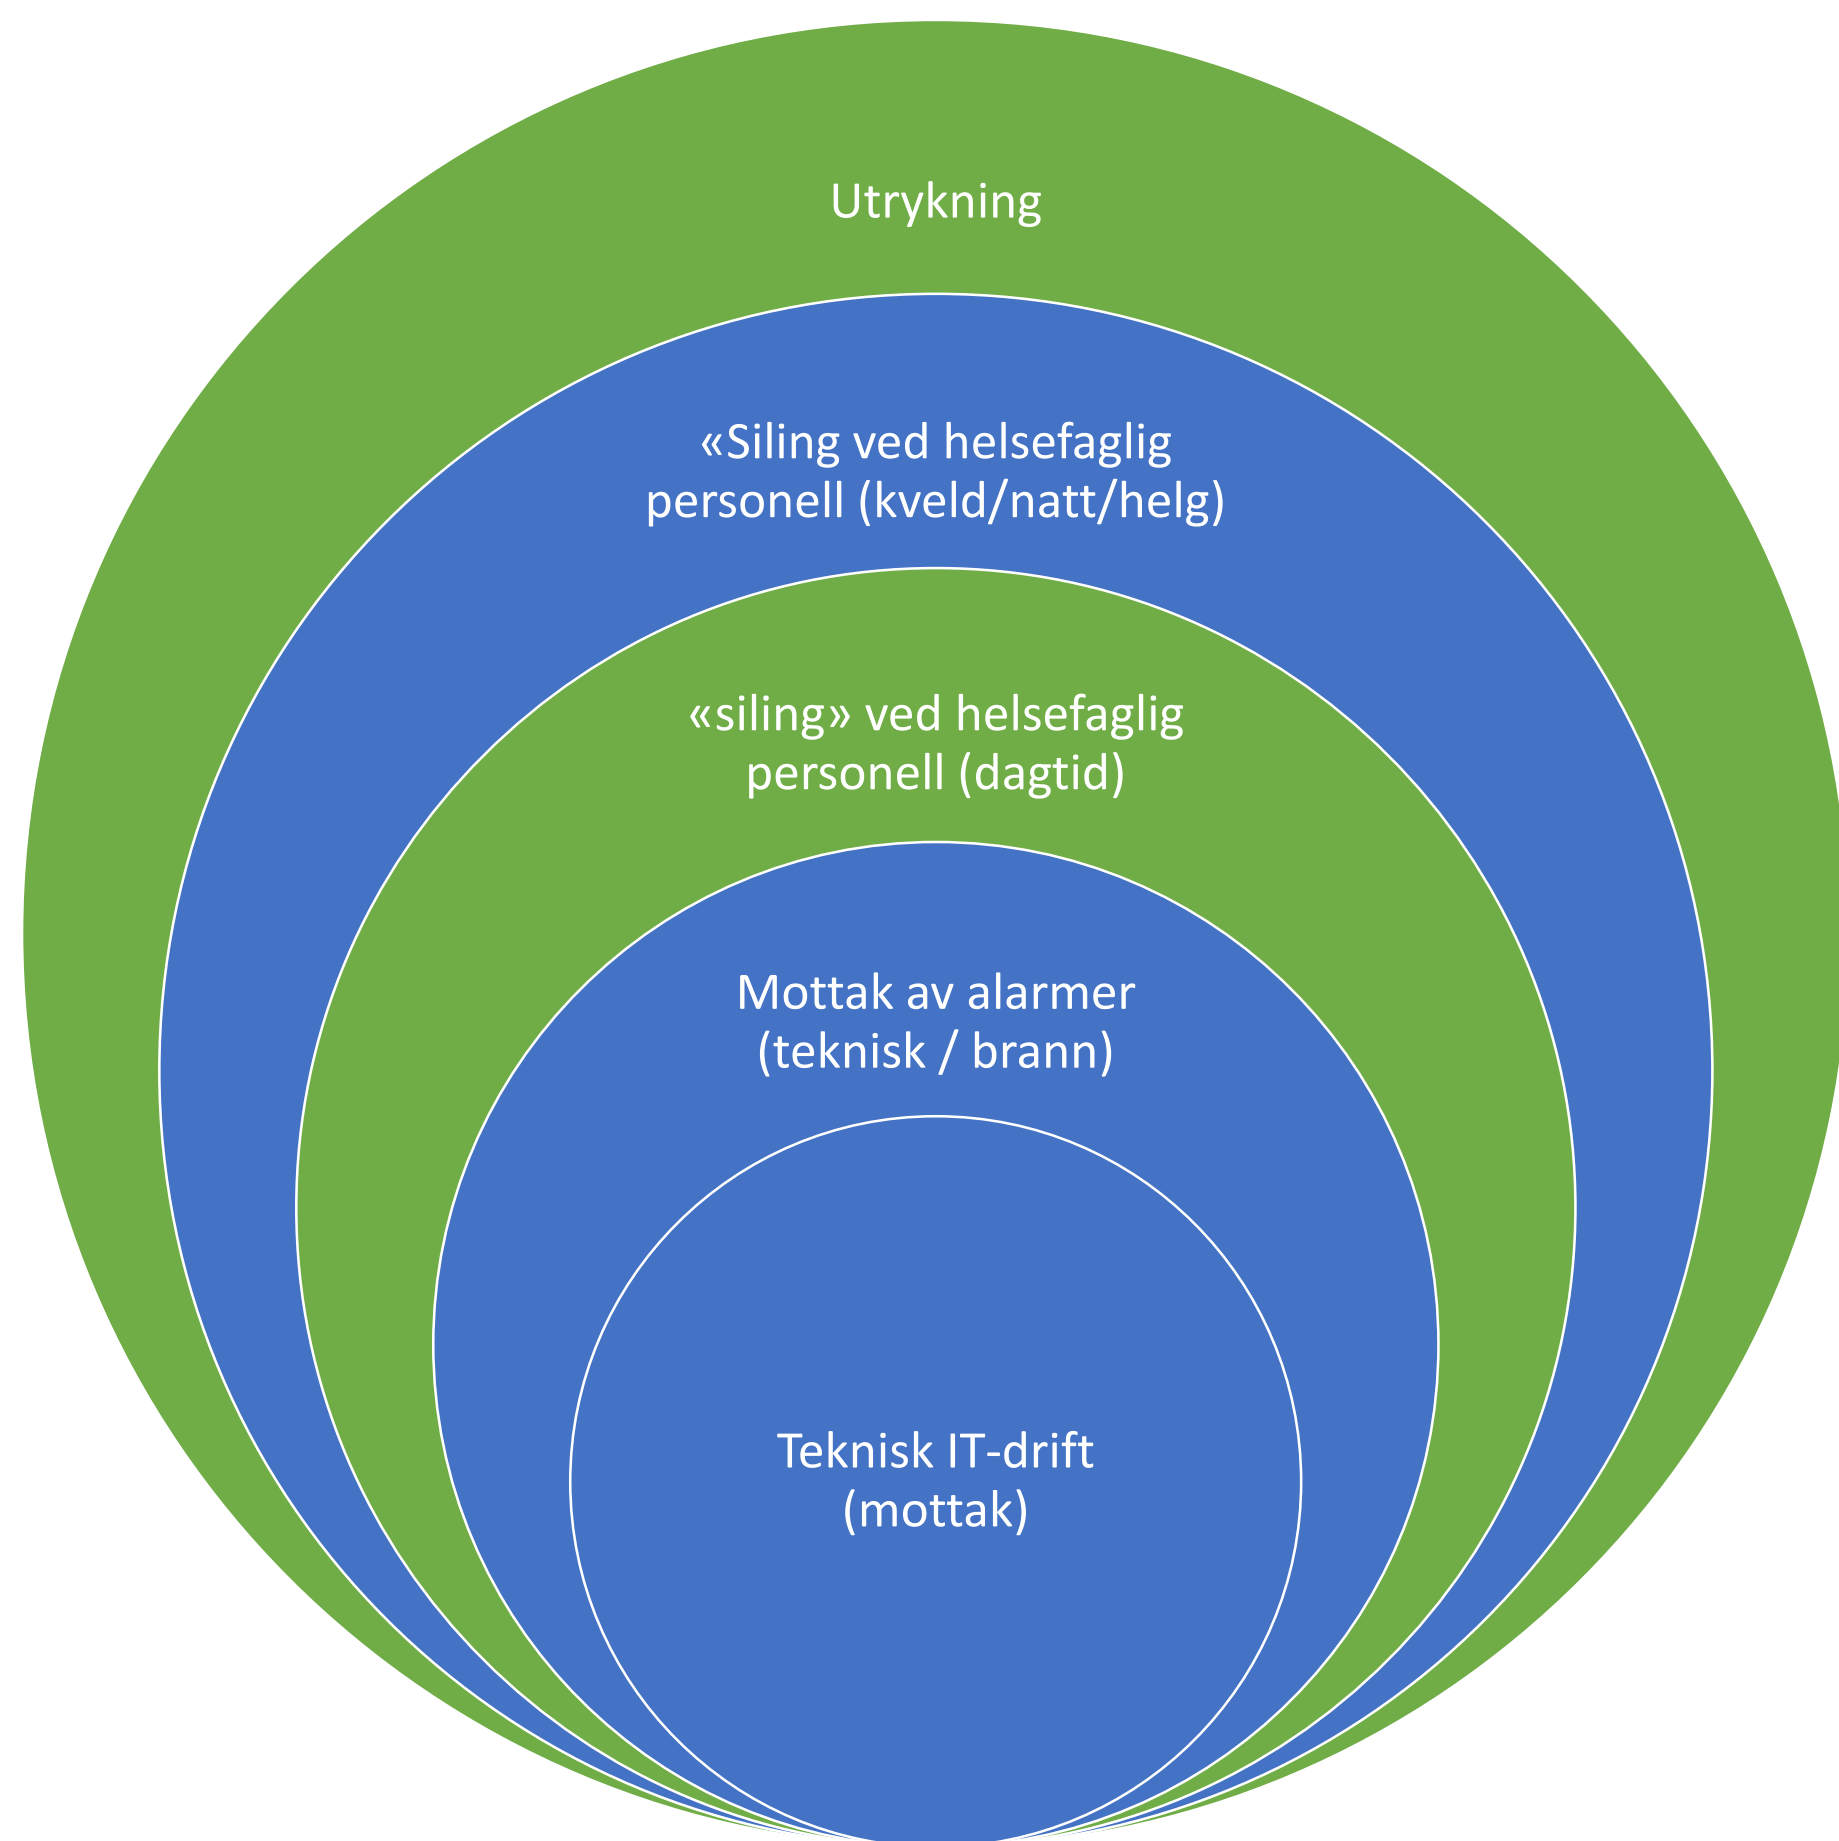 Utrykning
«Siling ved helsefaglig
personell (kveld/natt/helg)
«siling» ved helsefaglig
personell (dagtid)
Mottak av alarmer
(teknisk / brann)
Teknisk IT-drift
(mottak)